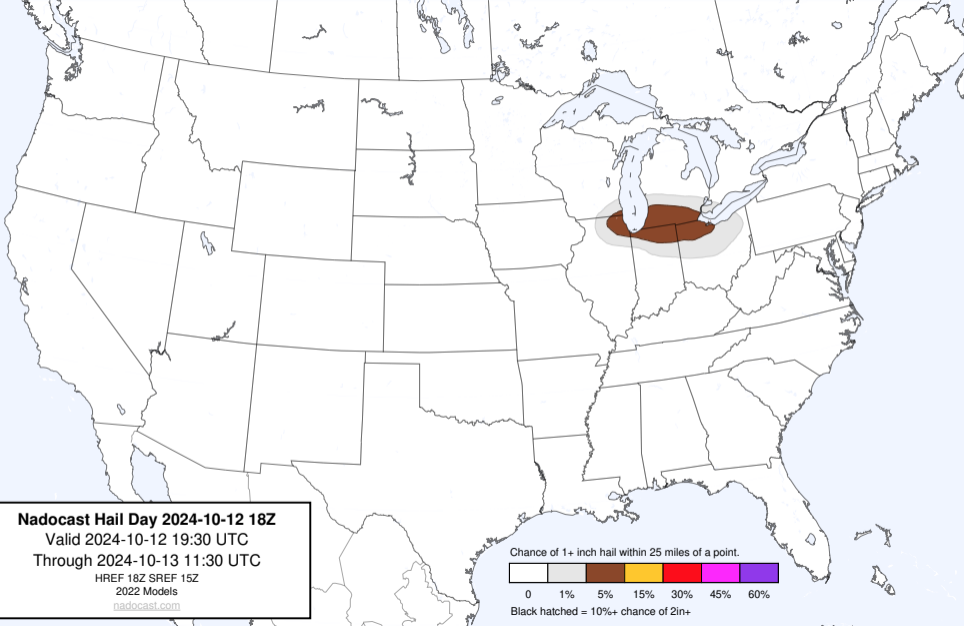 Nadocast Hail Day 2024-10-12 18Z
Valid 2024-10-12 19:30 UTC
Through 2024-10-13 11:30 UTC
HREF 18Z SREF 15Z
2022 Models
nadocast.com
Chance of 1+ inch hail within 25 miles of a point.
0 1% 5% 15% 30% 45% 60%
Black hatched = 10%+ chance of 2in+